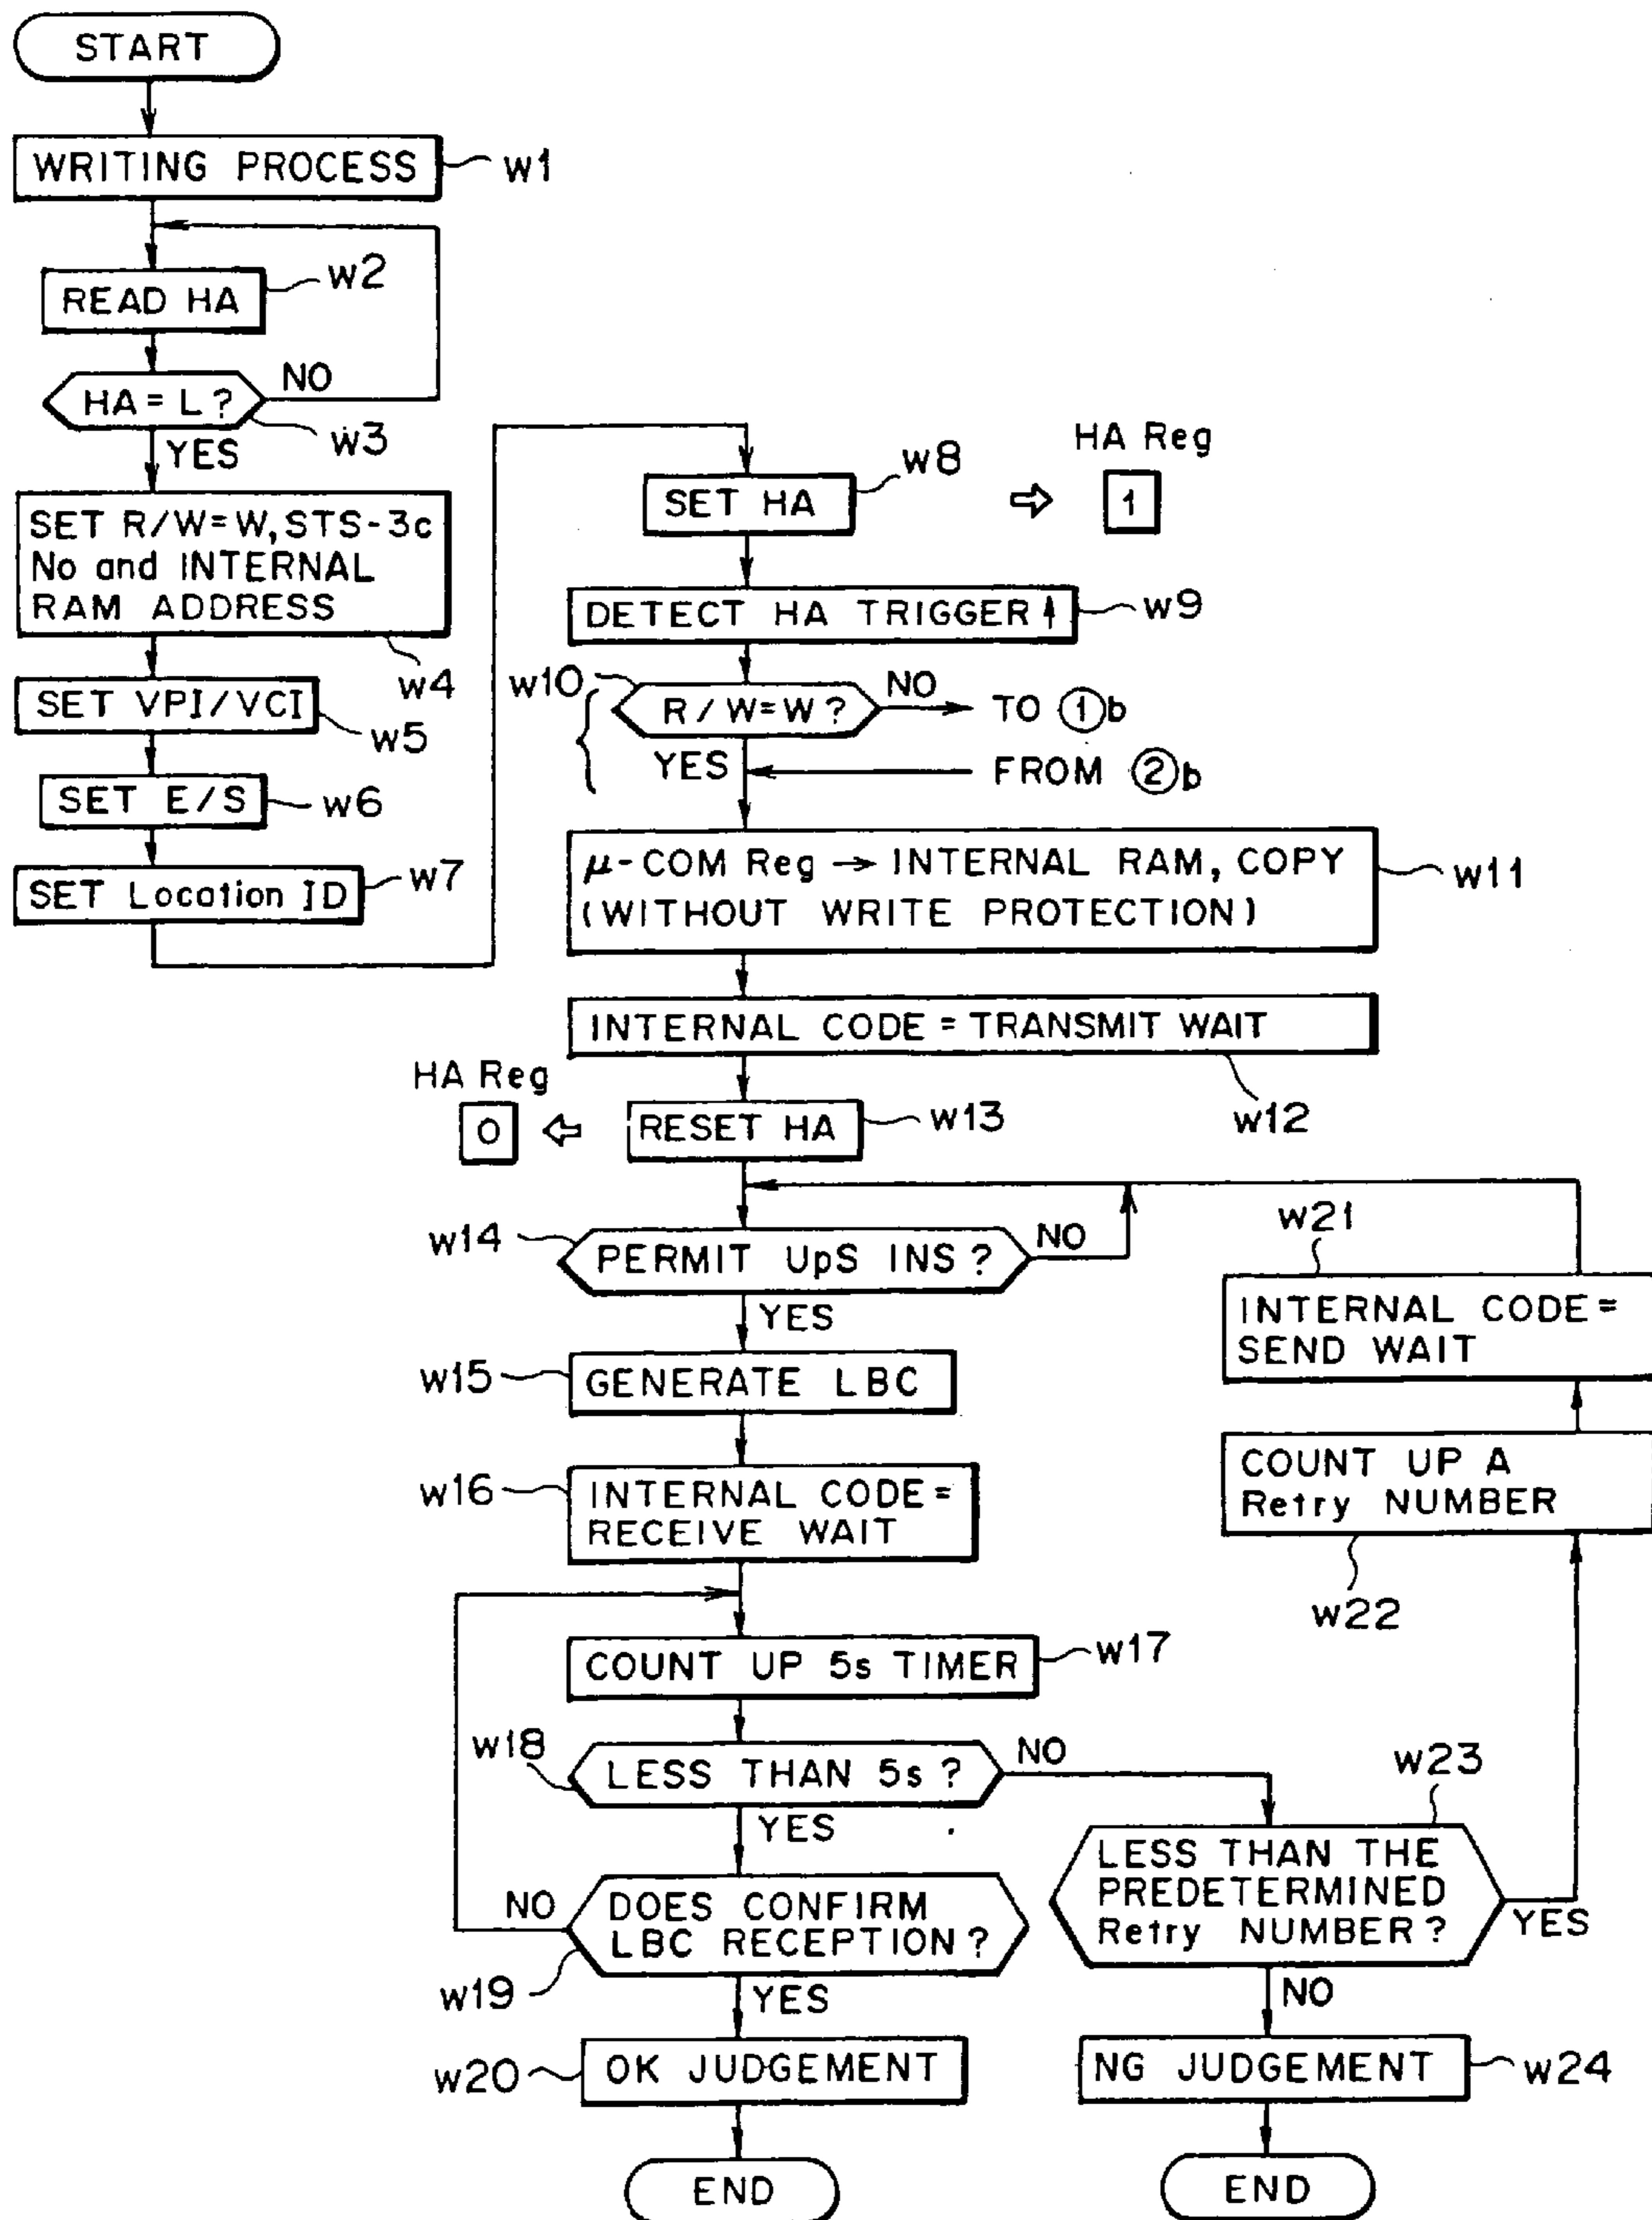 START
WRITING PROCESS
w1
READ HA
w2
HA = L ?
NO
w3
YES
SET R/W=W, STS-3c
No and INTERNAL
RAM ADDRESS
w4
SET VPI/VCI
w5
SET E/S
w6
SET Location ID
w7
SET HA
w8
⇨
HA Reg
1
DETECT HA TRIGGER ↑
w9
w10
R/W=W ?
NO
TO ①b
YES
FROM ②b
μ-COM Reg → INTERNAL RAM, COPY
(WITHOUT WRITE PROTECTION)
w11
INTERNAL CODE = TRANSMIT WAIT
w12
HA Reg
0
⇦
RESET HA
w13
w14
PERMIT UpS INS ?
NO
YES
w15
GENERATE LBC
w16
INTERNAL CODE =
RECEIVE WAIT
COUNT UP 5s TIMER
w17
w18
LESS THAN 5s ?
NO
YES
NO
DOES CONFIRM
LBC RECEPTION ?
w19
YES
w20
OK JUDGEMENT
END
w21
INTERNAL CODE =
SEND WAIT
COUNT UP A
Retry NUMBER
w22
w23
LESS THAN THE
PREDETERMINED
Retry NUMBER ?
YES
NO
NG JUDGEMENT
w24
END